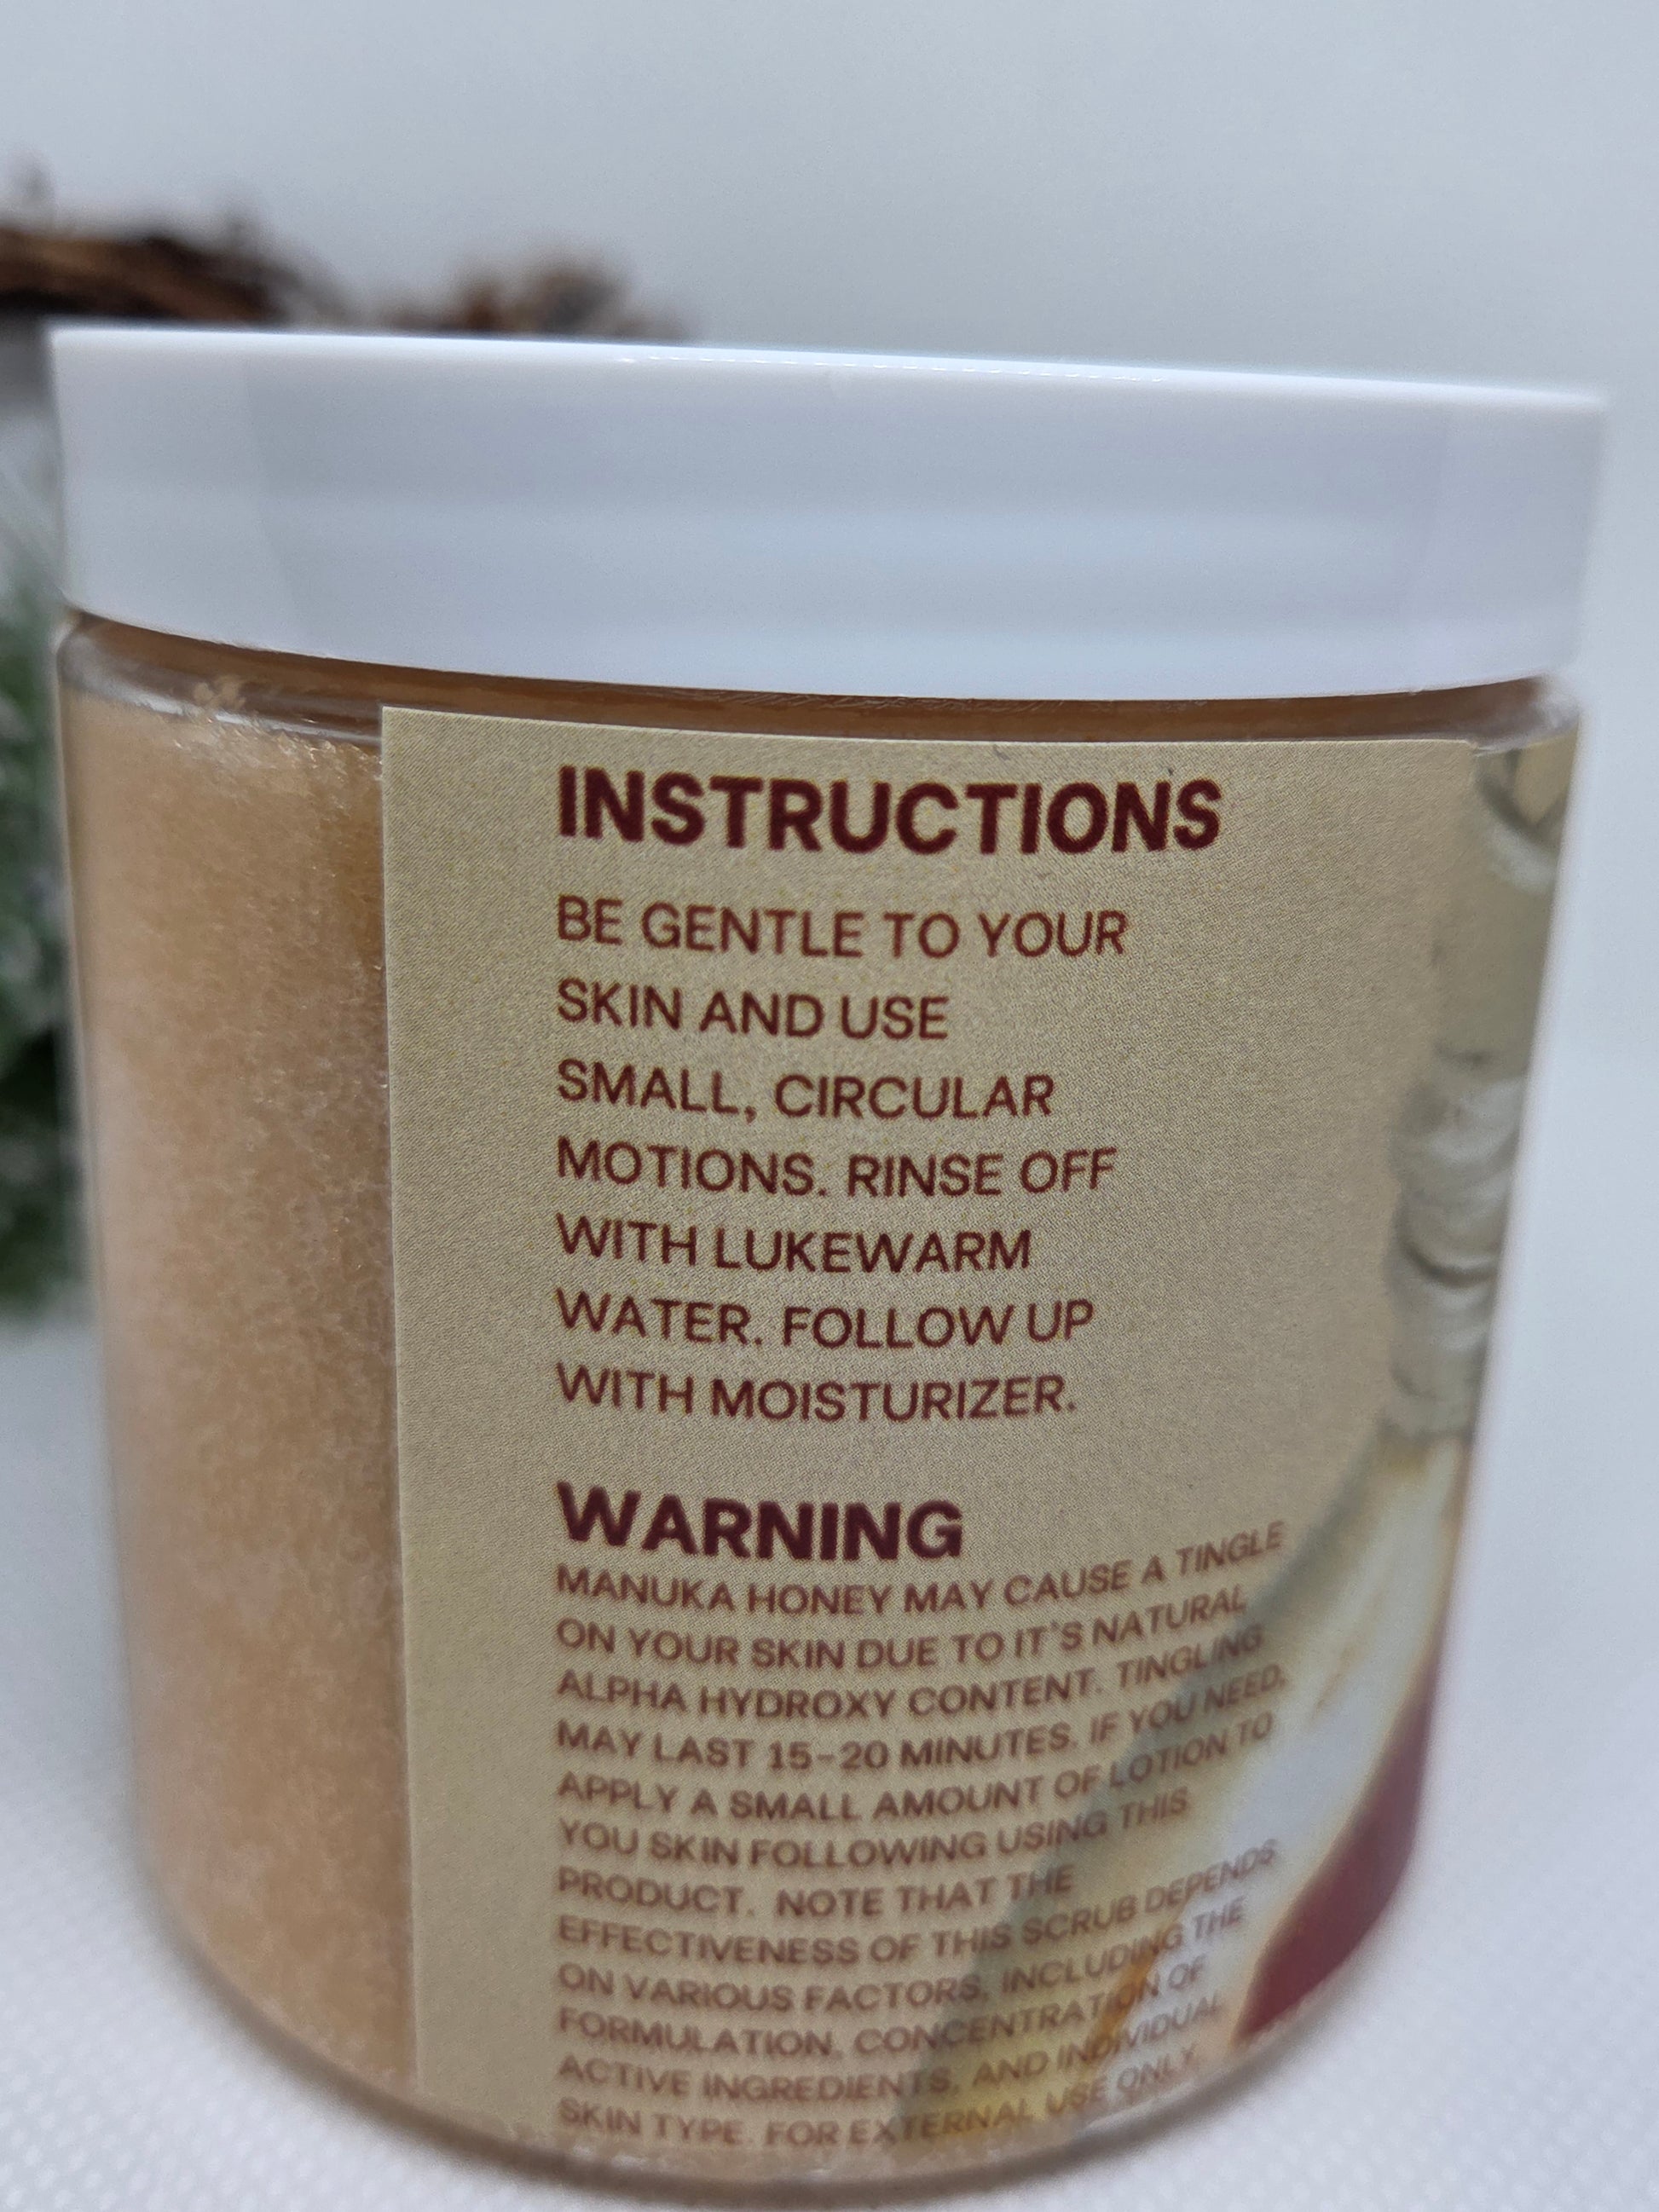 INSTRUCTIONS
BE GENTLE TO YOUR
SKIN AND USE
SMALL, CIRCULAR
MOTIONS. RINSE OFF
WITH LUKEWARM
WATER. FOLLOW UP
WITH MOISTURIZER.
WARNING
MANUKA HONEY MAY CAUSE A TINGLE
ON YOUR SKIN DUE TO IT'S NATURAL
ALPHA HYDROXY CONTENT. TINGLING
MAY LAST 15-20 MINUTES. IF YOU NEED,
APPLY A SMALL AMOUNT OF LOTION TO
YOU SKIN FOLLOWING USING THIS
PRODUCT. NOTE THAT THE
EFFECTIVENESS OF THIS SCRUB DEPENDS
ON VARIOUS FACTORS, INCLUDING THE
FORMULATION, CONCENTRATION OF
ACTIVE INGREDIENTS, AND INDIVIDUAL
SKIN TYPE. FOR EXTERNAL USE ONLY.